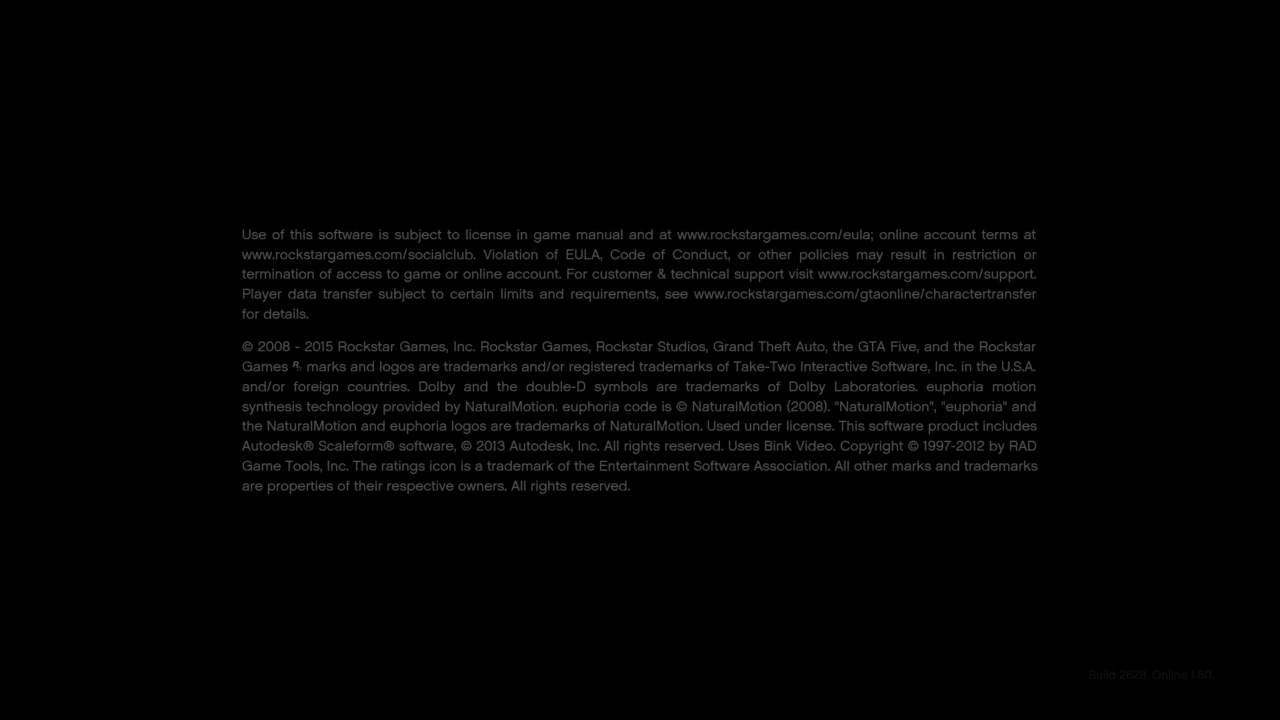 Use of this software is subject to license in game manual and at www.rockstargames.com/eula; online account terms at
www.rockstargames.com/socialclub. Violation of EULA, Code of Conduct, or other policies may result in restriction or
termination of access to game or online account. For customer & technical support visit www.rockstargames.com/support.
Player data transfer subject to certain limits and requirements, see www.rockstargames.com/gtaonline/charactertransfer
for details.
© 2008 - 2015 Rockstar Games, Inc. Rockstar Games, Rockstar Studios, Grand Theft Auto, the GTA Five, and the Rockstar
Games R* marks and logos are trademarks and/or registered trademarks of Take-Two Interactive Software, Inc. in the U.S.A.
and/or foreign countries. Dolby and the double-D symbols are trademarks of Dolby Laboratories. euphoria motion
synthesis technology provided by NaturalMotion. euphoria code is © NaturalMotion (2008). "NaturalMotion", "euphoria" and
the NaturalMotion and euphoria logos are trademarks of NaturalMotion. Used under license. This software product includes
Autodesk® Scaleform® software, © 2013 Autodesk, Inc. All rights reserved. Uses Bink Video. Copyright © 1997-2012 by RAD
Game Tools, Inc. The ratings icon is a trademark of the Entertainment Software Association. All other marks and trademarks
are properties of their respective owners. All rights reserved.
Build 2628. Online 1.60.